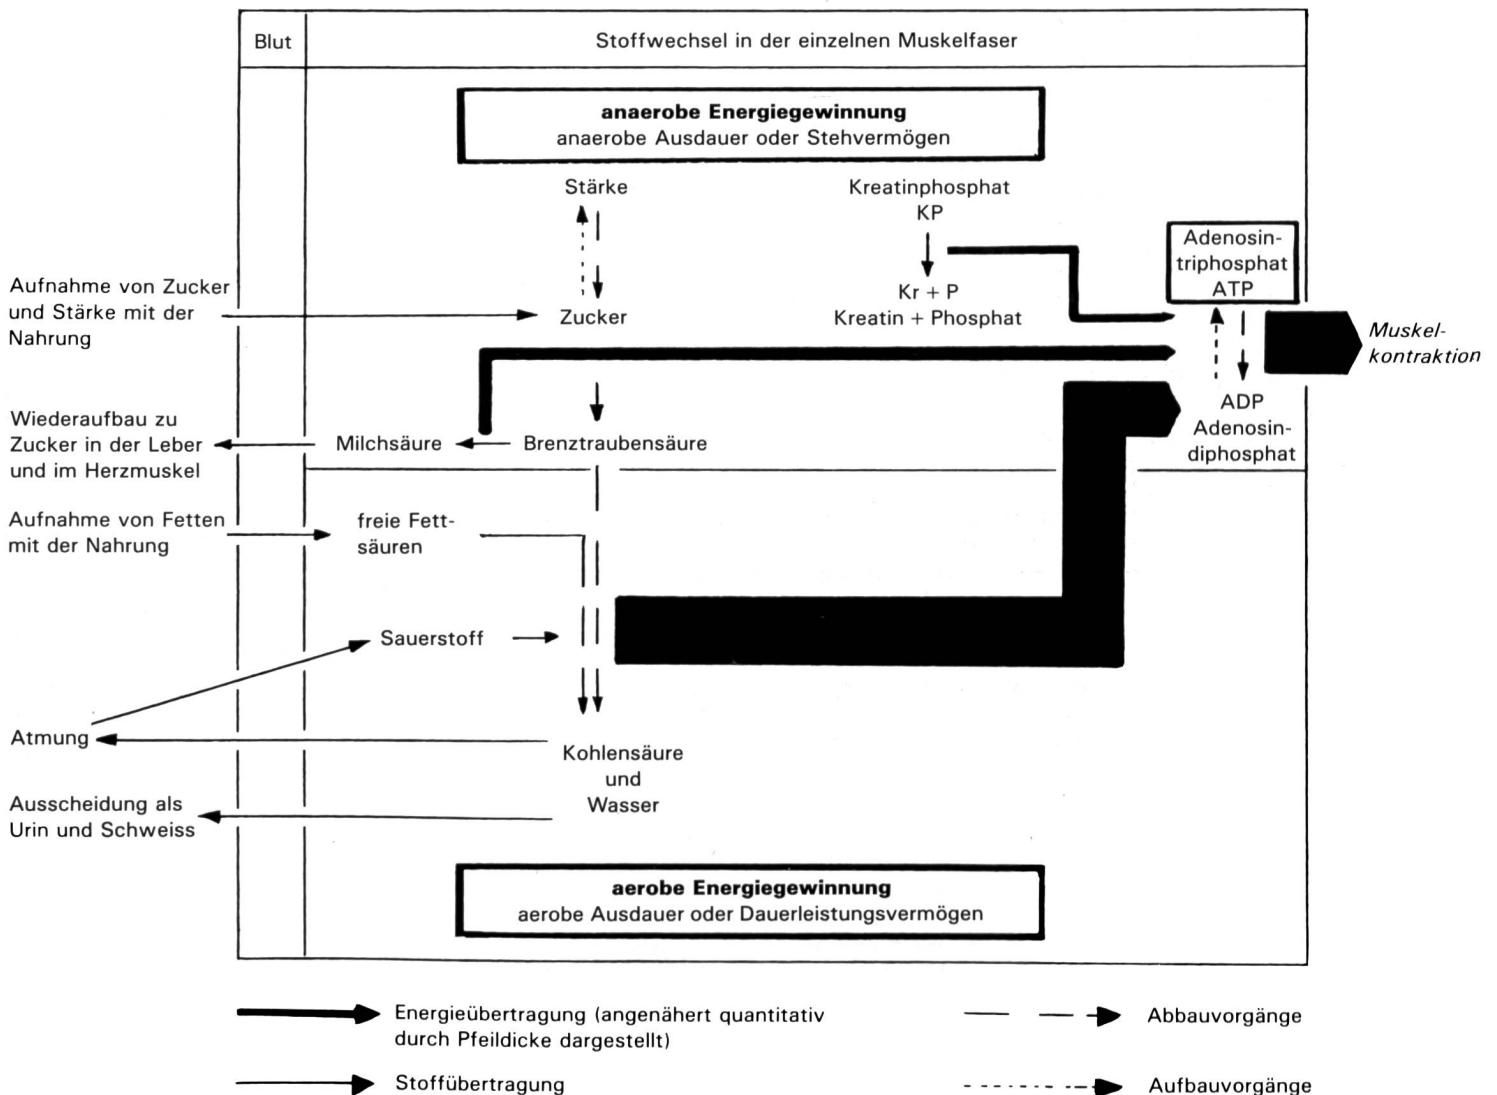 Blut
Stoffwechsel in der einzelnen Muskelfaser
anaerobe Energiegewinnung
anaerobe Ausdauer oder Stehvermögen
Stärke
Kreatinphosphat
KP
Adenosin-
triphosphat
ATP
Aufnahme von Zucker
und Stärke mit der
Nahrung
Zucker
Kr + P
Kreatin + Phosphat
Muskel-
kontraktion
ADP
Adenosin-
diphosphat
Wiederaufbau zu
Zucker in der Leber
und im Herzmuskel
Milchsäure
Brenztraubensäure
Aufnahme von Fetten
mit der Nahrung
freie Fett-
säuren
Sauerstoff
Atmung
Kohlensäure
und
Wasser
Ausscheidung als
Urin und Schweiss
aerobe Energiegewinnung
aerobe Ausdauer oder Dauerleistungsvermögen
Energieübertragung (angenähert quantitativ
durch Pfeildicke dargestellt)
Abbauvorgänge
Stoffübertragung
Aufbauvorgänge